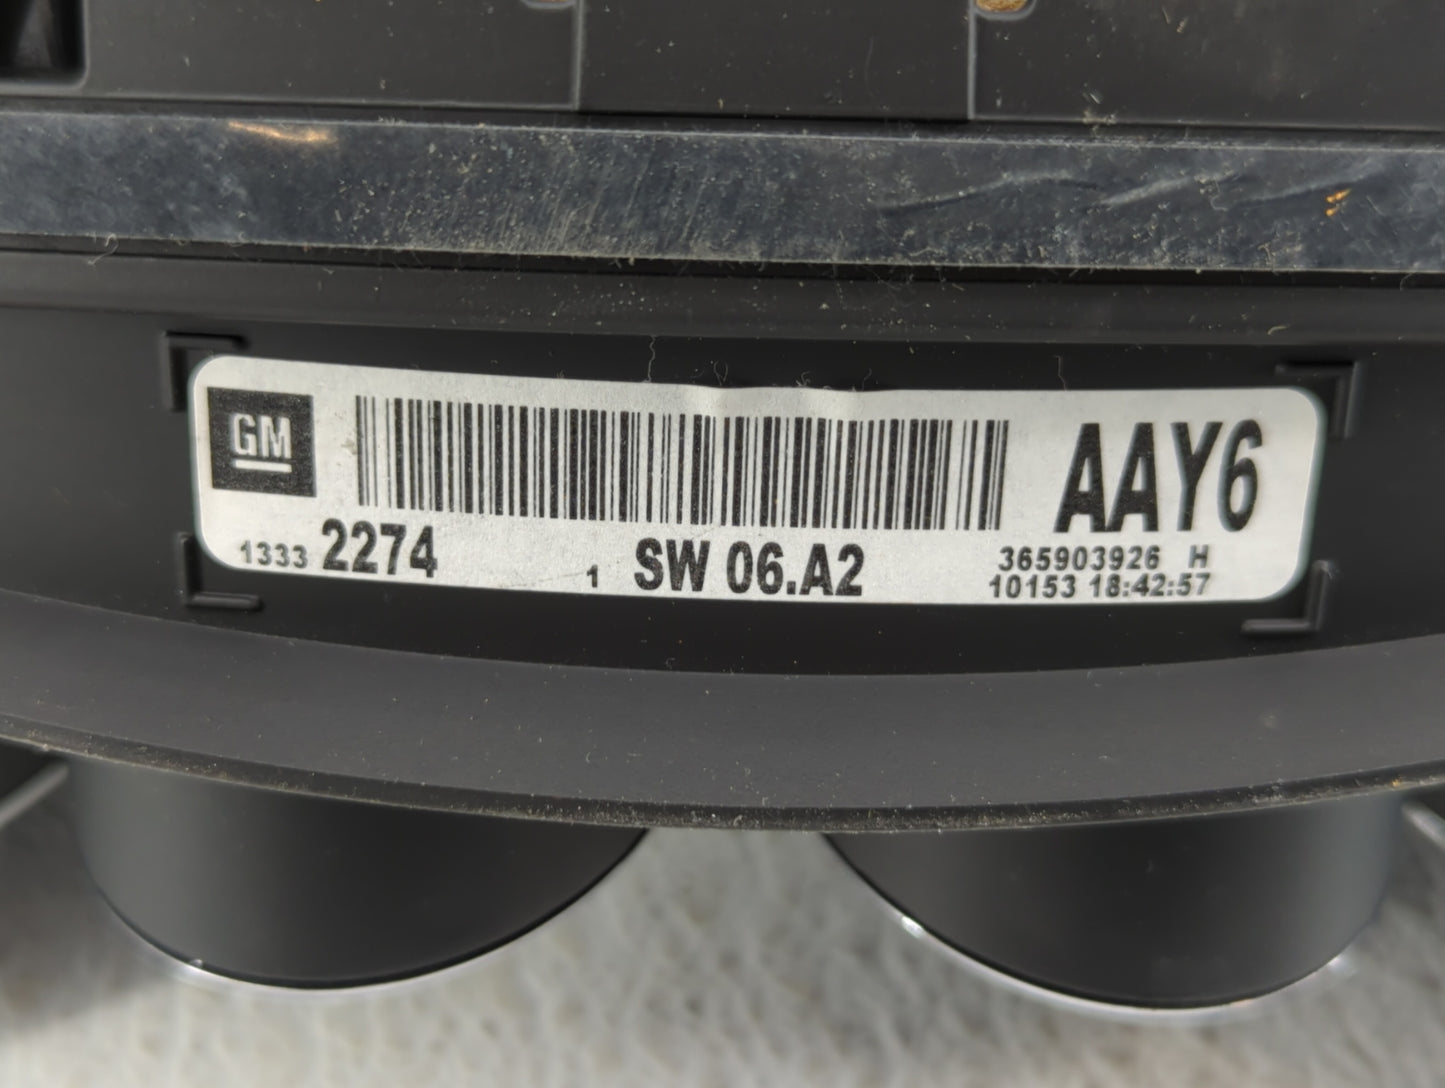 GM
AAY6
1333 2274 1 SW 06.A2
365903926 H
10153 18:42:57